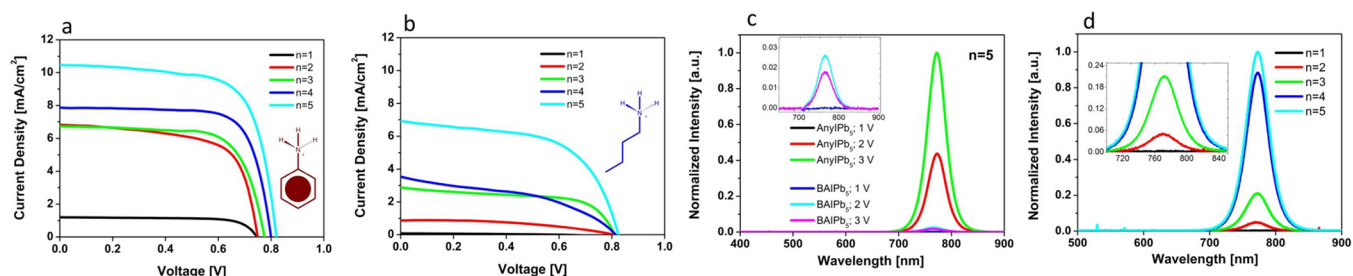 a
Current Density [mA/cm²]
12
10
8
6
4
2
0
0.0 0.2 0.4 0.6 0.8 1.0
Voltage [V]
n=1
n=2
n=3
n=4
n=5
H H
H N +
b
Current Density [mA/cm²]
12
10
8
6
4
2
0
0.0 0.2 0.4 0.6 0.8 1.0
Voltage [V]
n=1
n=2
n=3
n=4
n=5
H
H N H
+
c
Normalized Intensity [a.u.]
1.0
0.8
0.6
0.4
0.2
0.0
400 500 600 700 800 900
Wavelength [nm]
n=5
0.03
0.02
0.01
0.00
700 800 900
AnyIPb₅; 1 V
AnyIPb₅; 2 V
AnyIPb₅; 3 V
BAIPb₅; 1 V
BAIPb₅; 2 V
BAIPb₅; 3 V
d
Normalized Intensity [a.u.]
1.0
0.8
0.6
0.4
0.2
0.0
500 600 700 800 900
Wavelength [nm]
n=1
n=2
n=3
n=4
n=5
0.24
0.18
0.12
0.06
0.00
720 760 800 840